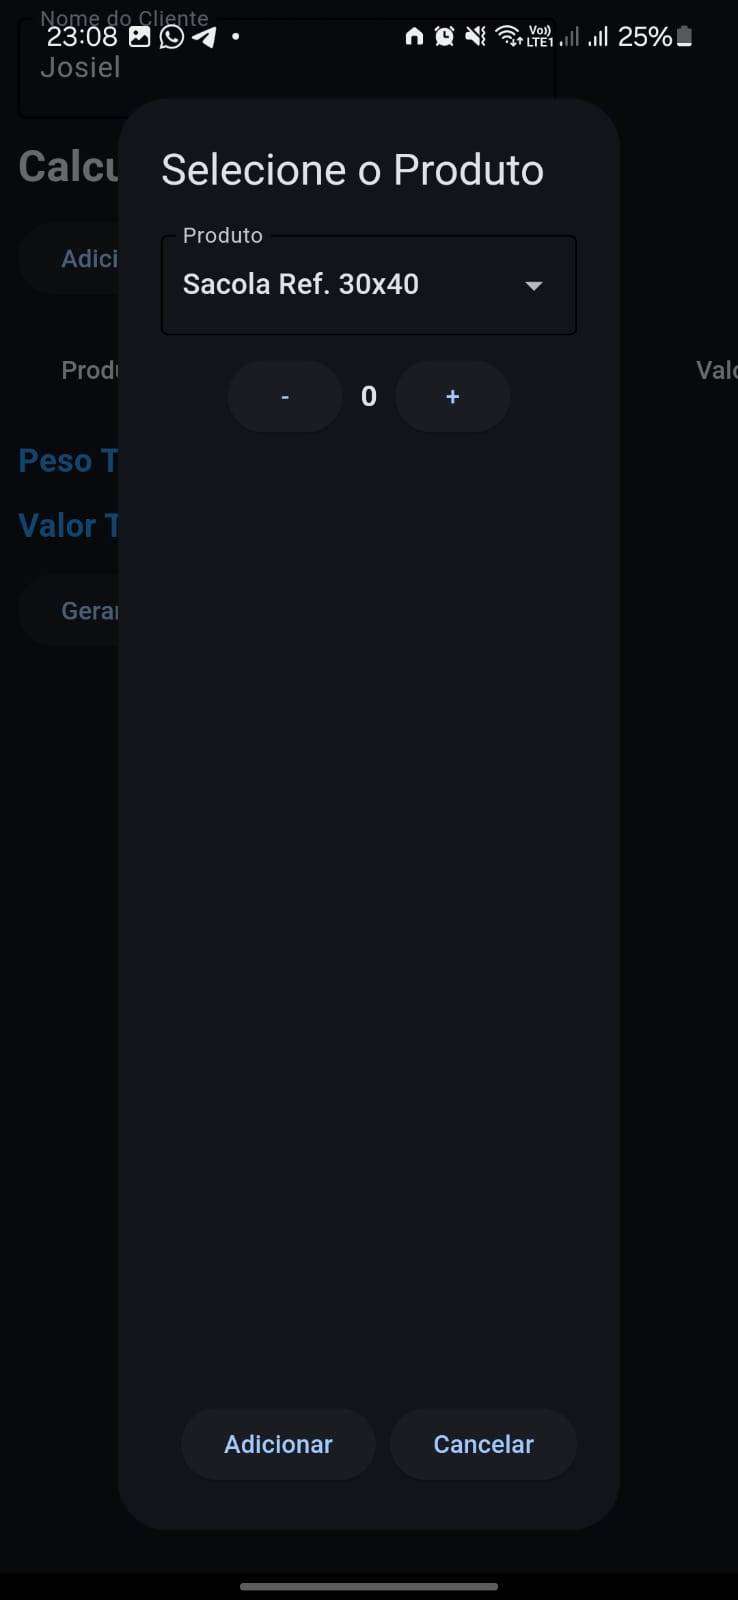 Nome do Cliente
23:08 Vo)) LTE1 25%
Josiel
Selecione o Produto
Calcu
Produto
Adici
Sacola Ref. 30x40
Produ
Valo
- 0 +
Peso T
Valor T
Gerar
Adicionar Cancelar